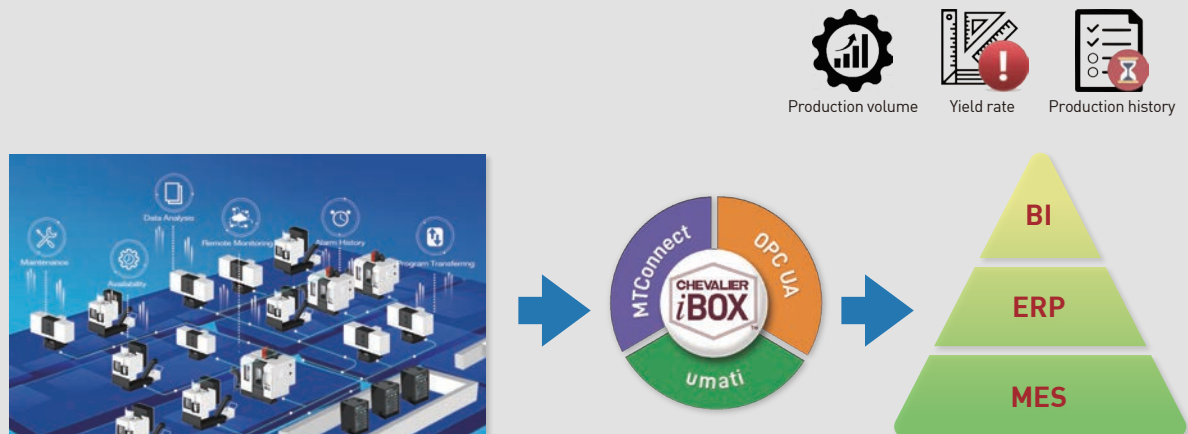 Production volume
Yield rate
Production history
Data Analysis
Remote Monitoring
Alarm History
Maintenance
Availability
Program Transferring
MTConnect
OPC UA
CHEVALIER
iBOX
TM
umati
BI
ERP
MES